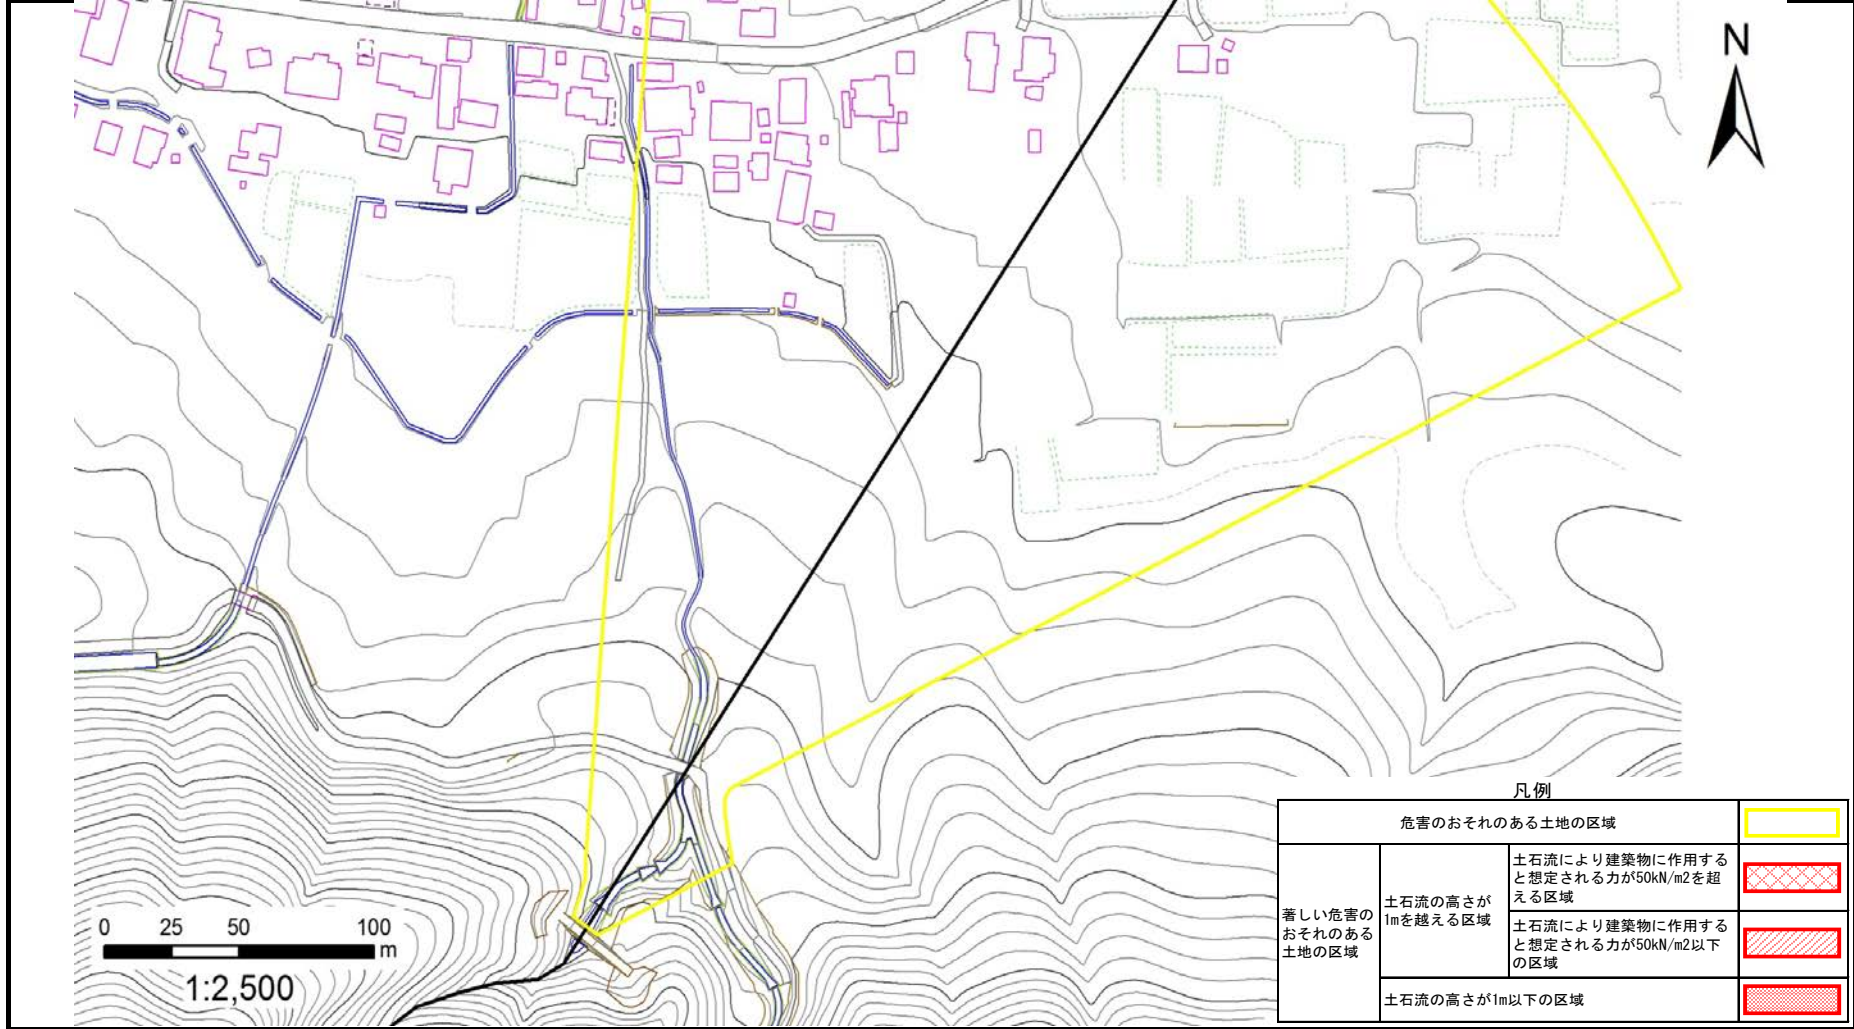 N
凡例
危害のおそれのある土地の区域
著しい危害の
おそれのある
土地の区域
土石流の高さが
1mを越える区域
土石流により建築物に作用する
と想定される力が50kN/m2を超
える区域
土石流により建築物に作用する
と想定される力が50kN/m2以下
の区域
土石流の高さが1m以下の区域
0 25 50 100
m
1:2,500